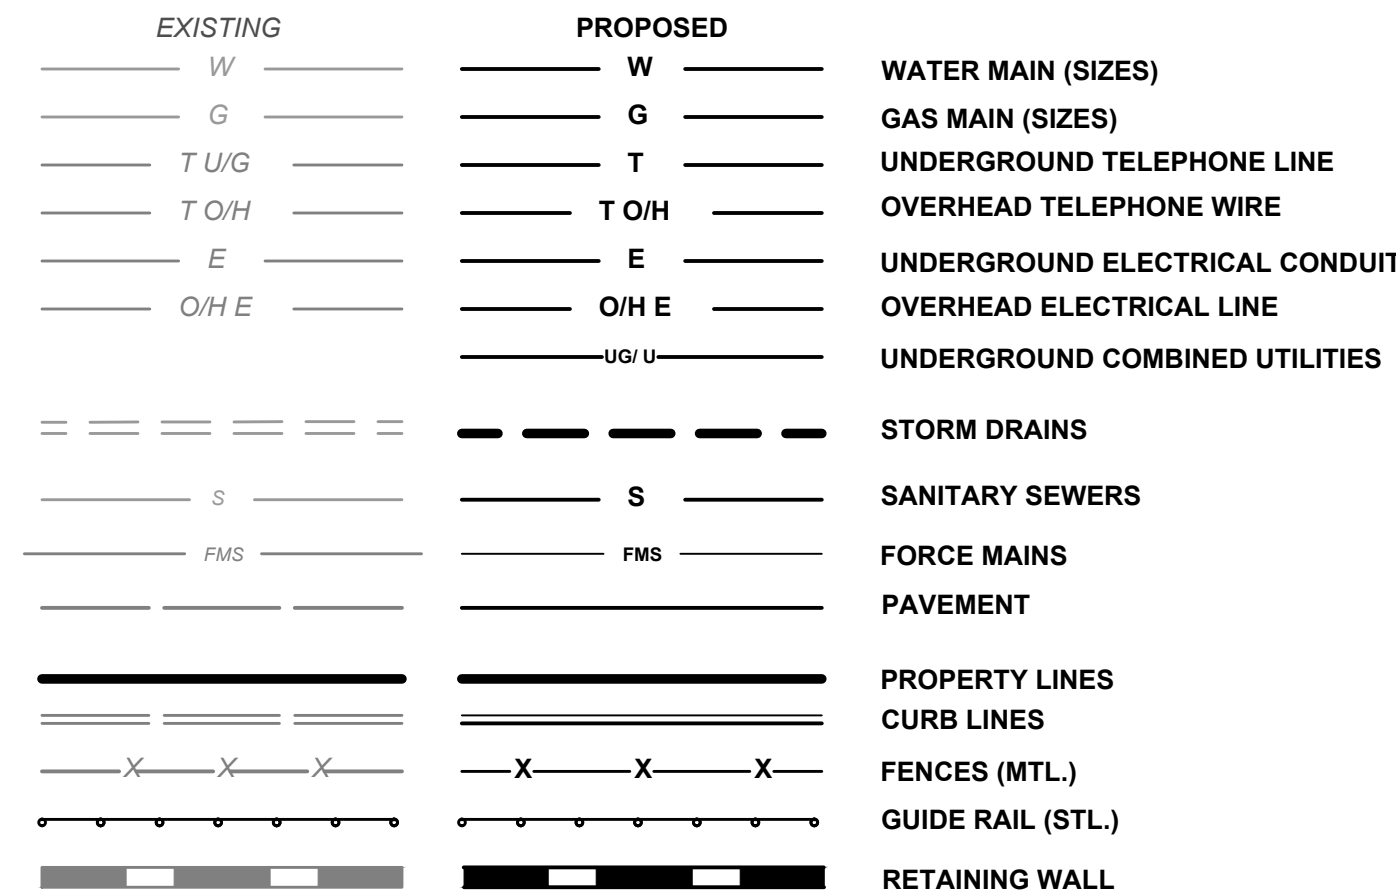 EXISTING PROPOSED
W W WATER MAIN (SIZES)
G G GAS MAIN (SIZES)
T U/G T UNDERGROUND TELEPHONE LINE
T O/H T O/H OVERHEAD TELEPHONE WIRE
E E UNDERGROUND ELECTRICAL CONDUIT
O/H E O/H E OVERHEAD ELECTRICAL LINE
UG/ U UNDERGROUND COMBINED UTILITIES
STORM DRAINS
S S SANITARY SEWERS
FMS FMS FORCE MAINS
PAVEMENT
PROPERTY LINES
CURB LINES
X X X X X X FENCES (MTL.)
GUIDE RAIL (STL.)
RETAINING WALL